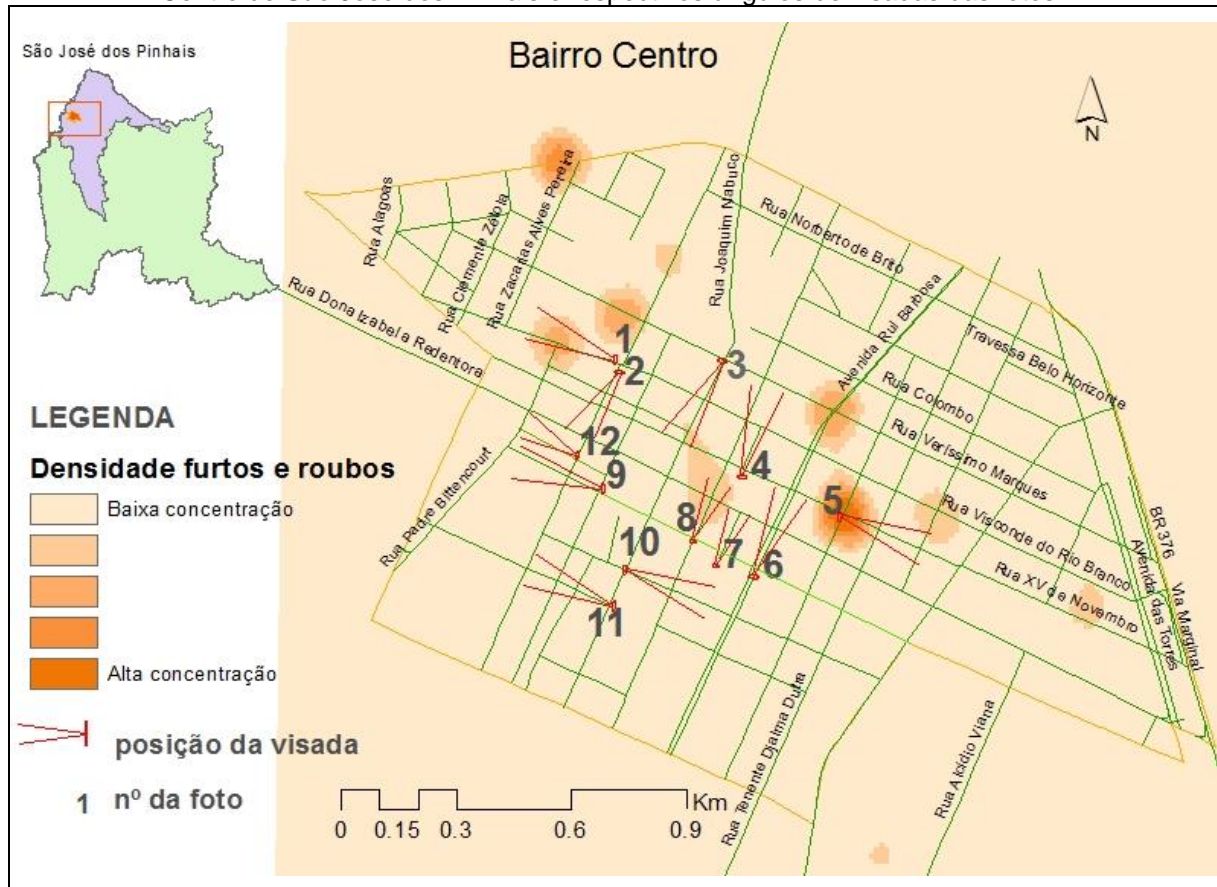 Bairro Centro
São José dos Pinhais
N
Rua Alagoas
Rua Clemente Zétola
Rua Zacarias Alves Pereira
Rua Joaquim Nabuco
Rua Norberto de Brito
Rua Dona Izabel a Redentora
Avenida Rui Barbosa
Travessa Belo Horizonte
Rua Colombo
Rua Veríssimo Marques
Rua Visconde do Rio Branco
Rua XV de Novembro
BR 376
Avenida das Torres
Via Marginal
Rua Padre Bittencourt
Rua Tenente Djalma Dutra
Rua Alcídio Viana
1
2
3
12
9
4
5
8
7
6
10
11
LEGENDA
Densidade furtos e roubos
Baixa concentração
Alta concentração
posição da visada
1 nº da foto
Km
0 0.15 0.3 0.6 0.9